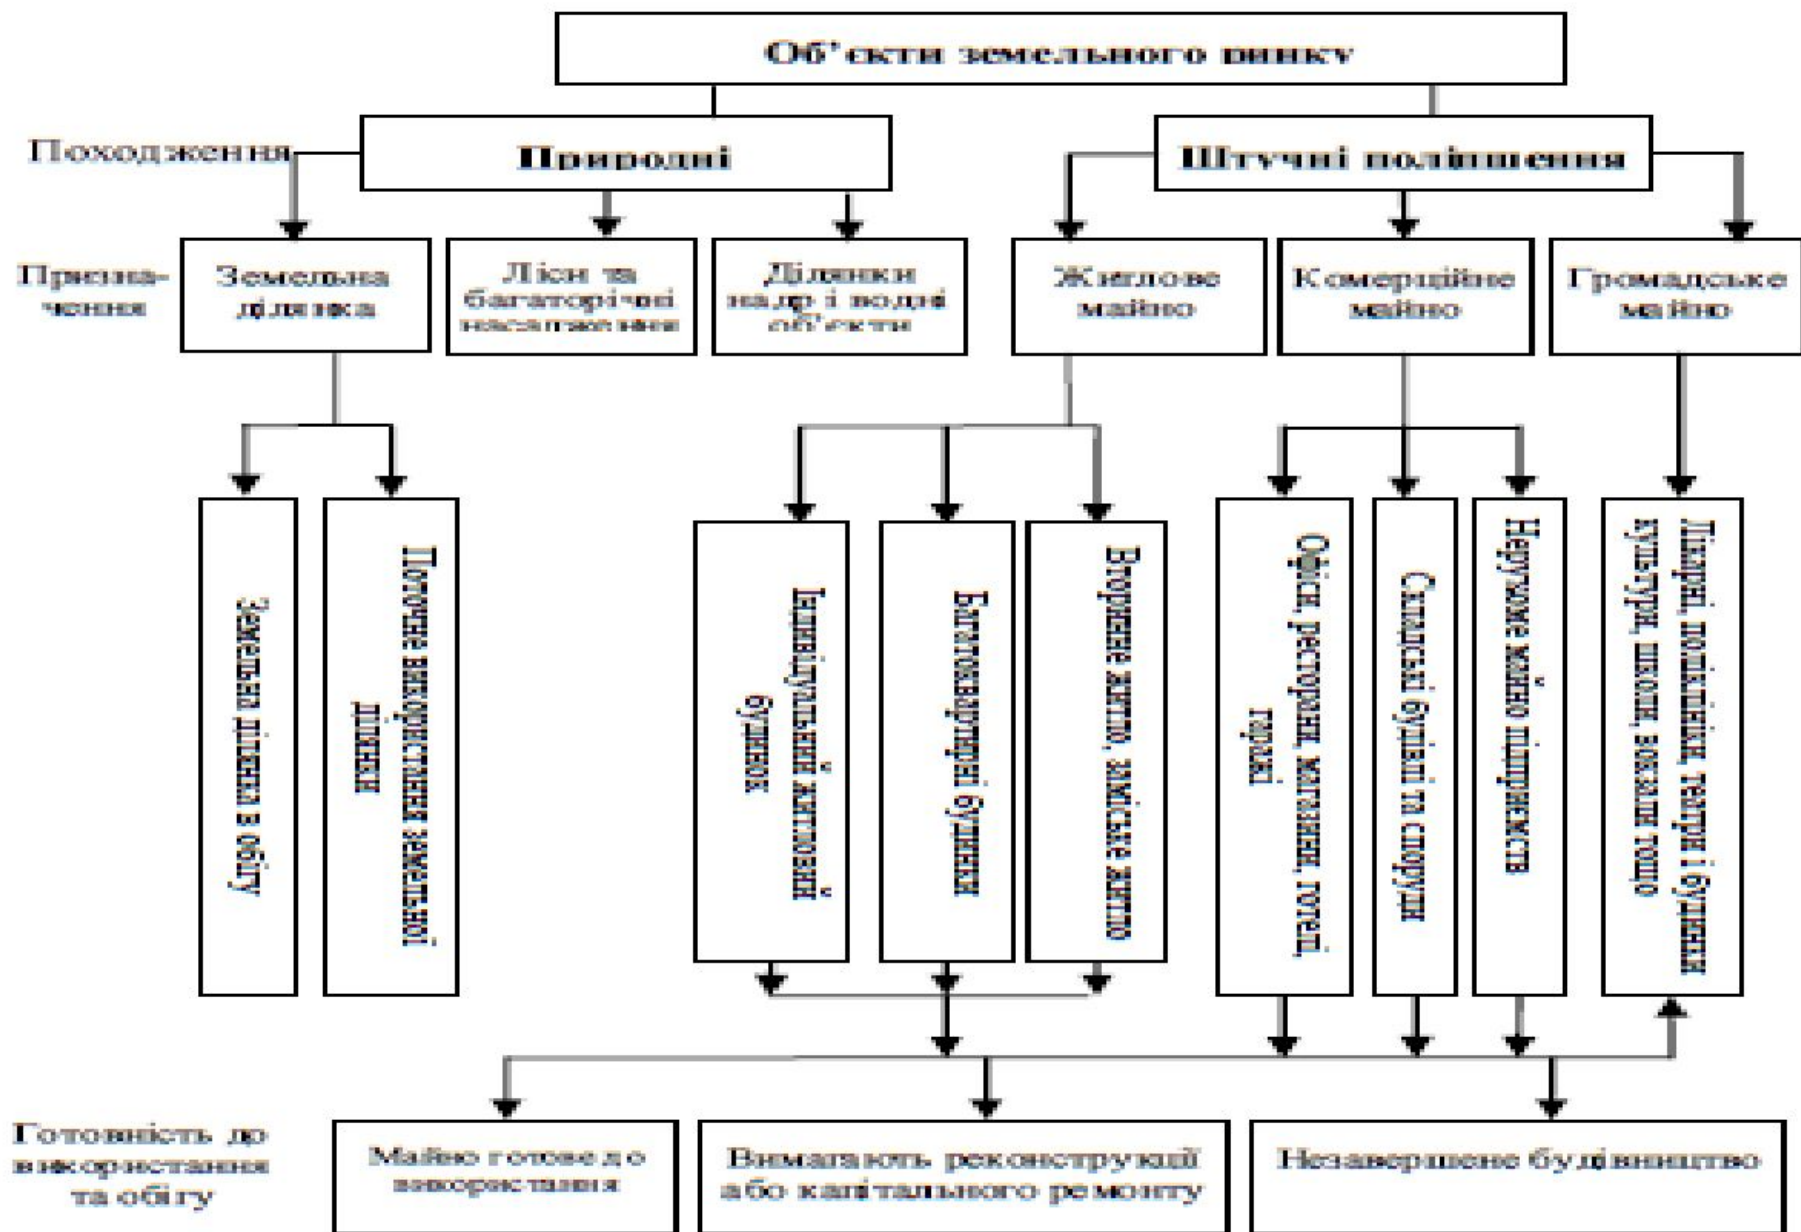 Об’єкти земельного ринку
Походження
Природні
Штучні поліпшення
Призна-
чення
Земельна
ділянка
Ліси та
багаторічні
насадження
Ділянки
надр і водні
об’єкти
Житлове
майно
Комерційне
майно
Громадське
майно
Земельна ділянка в обігу
Поточне використання земельної
ділянки
Індивідуальний житловий
будинок
Багатоквартирні будинки
Вторинне житло, заміське житло
Офіси, ресторани, магазини, готелі,
гаражі
Складські будівлі та споруди
Нерухоме майно підприємств
Лікарні, поліклініки, театри і будинки
культури, школи, вокзали тощо
Готовність до
використання
та обігу
Майно готове до
використання
Вимагають реконструкції
або капітального ремонту
Незавершене будівництво